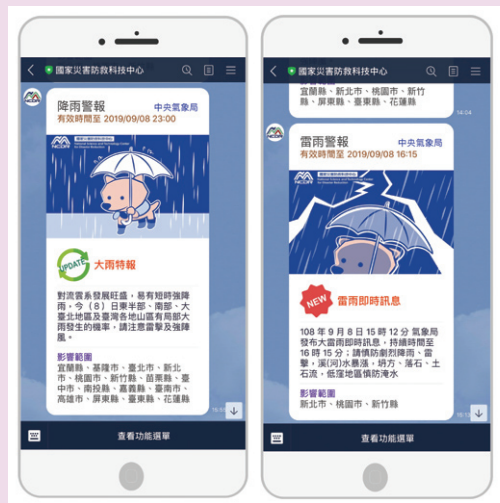 國家災害防救科技中心
降雨警報
中央氣象局
有效時間至 2019/09/08 23:00
NCDR
UPDATE
大雨特報
對流雲系發展旺盛，易有短時強降
雨，今（8）日東半部、南部、大
臺北地區及臺灣各地山區有局部大
雨發生的機率，請注意雷擊及強陣
風。
影響範圍
宜蘭縣、基隆市、臺北市、新北
市、桃園市、新竹縣、苗栗縣、臺
中市、南投縣、嘉義縣、臺南市、
高雄市、屏東縣、臺東縣、花蓮縣
查看功能選單
國家災害防救科技中心
宜蘭縣、新北市、桃園市、新竹
縣、屏東縣、臺東縣、花蓮縣
14:04
雷雨警報
中央氣象局
有效時間至 2019/09/08 16:15
NCDR
NEW
雷雨即時訊息
108 年 9 月 8 日 15 時 12 分 氣象局
發布大雷雨即時訊息，持續時間至
16 時 15 分；請慎防劇烈降雨、雷
擊，溪(河)水暴漲，坍方、落石、土
石流，低窪地區慎防淹水
影響範圍
新北市、桃園市、新竹縣
查看功能選單